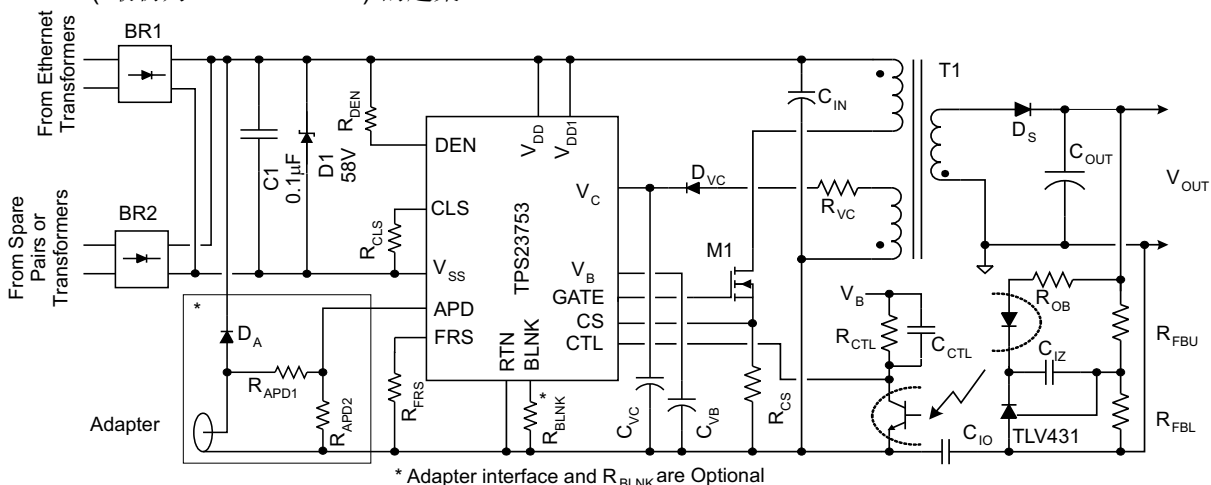 BR1
From Ethernet
Transformers
BR2
From Spare
Pairs or
Transformers
C1
0.1μF
D1
58V
R_DEN
DEN
V_DD
V_DD1
CLS
R_CLS
V_SS
TPS23753
V_C
V_B
GATE
CS
CTL
APD
FRS
RTN
BLNK
*
D_A
R_APD1
R_APD2
Adapter
R_FRS
*
R_BLNK
C_VC
C_VB
D_VC
R_VC
M1
C_IN
T1
D_S
C_OUT
V_OUT
V_B
R_CTL
C_CTL
R_CS
R_OB
C_IZ
R_FBU
R_FBL
TLV431
C_IO
* Adapter interface and R_BLNK are Optional